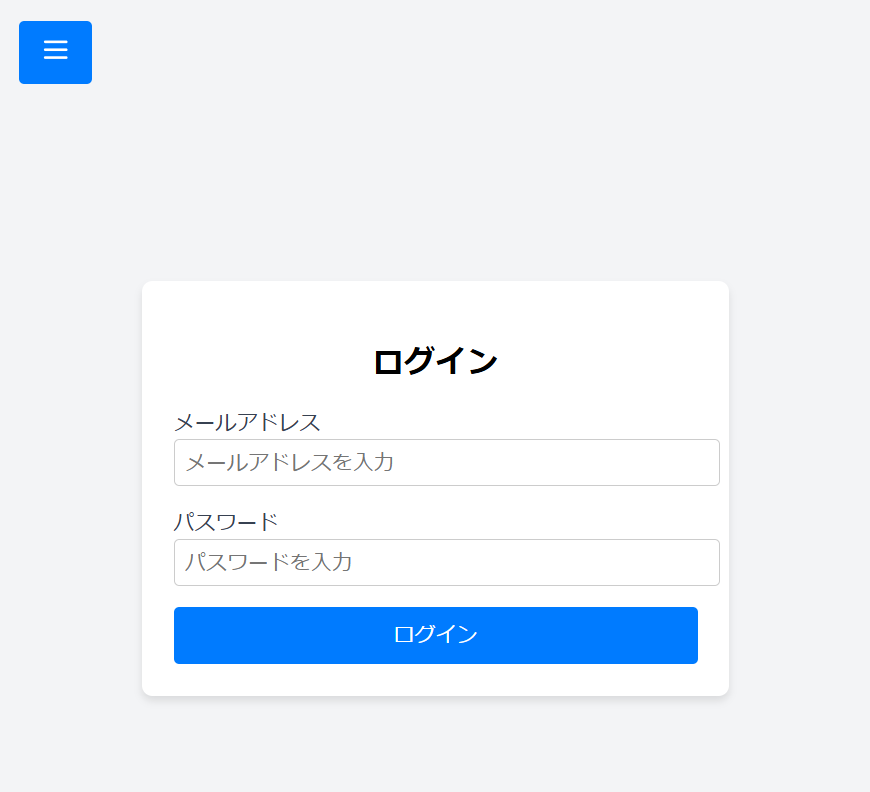 ログイン
メールアドレス
メールアドレスを入力
パスワード
パスワードを入力
ログイン